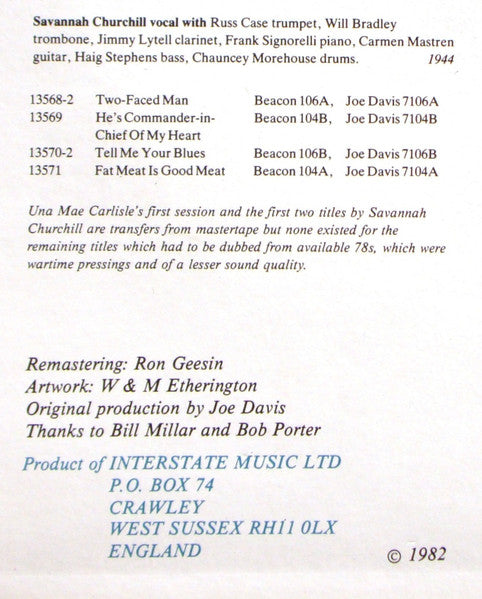 Savannah Churchill vocal with Russ Case trumpet, Will Bradley
trombone, Jimmy Lytell clarinet, Frank Signorelli piano, Carmen Mastren
guitar, Haig Stephens bass, Chauncey Morehouse drums. 1944
13568-2 Two-Faced Man Beacon 106A, Joe Davis 7106A
13569 He's Commander-in- Beacon 104B, Joe Davis 7104B
Chief Of My Heart
13570-2 Tell Me Your Blues Beacon 106B, Joe Davis 7106B
13571 Fat Meat Is Good Meat Beacon 104A, Joe Davis 7104A
Una Mae Carlisle's first session and the first two titles by Savannah
Churchill are transfers from mastertape but none existed for the
remaining titles which had to be dubbed from available 78s, which were
wartime pressings and of a lesser sound quality.
Remastering: Ron Geesin
Artwork: W & M Etherington
Original production by Joe Davis
Thanks to Bill Millar and Bob Porter
Product of INTERSTATE MUSIC LTD
P.O. BOX 74
CRAWLEY
WEST SUSSEX RH11 0LX
ENGLAND
© 1982